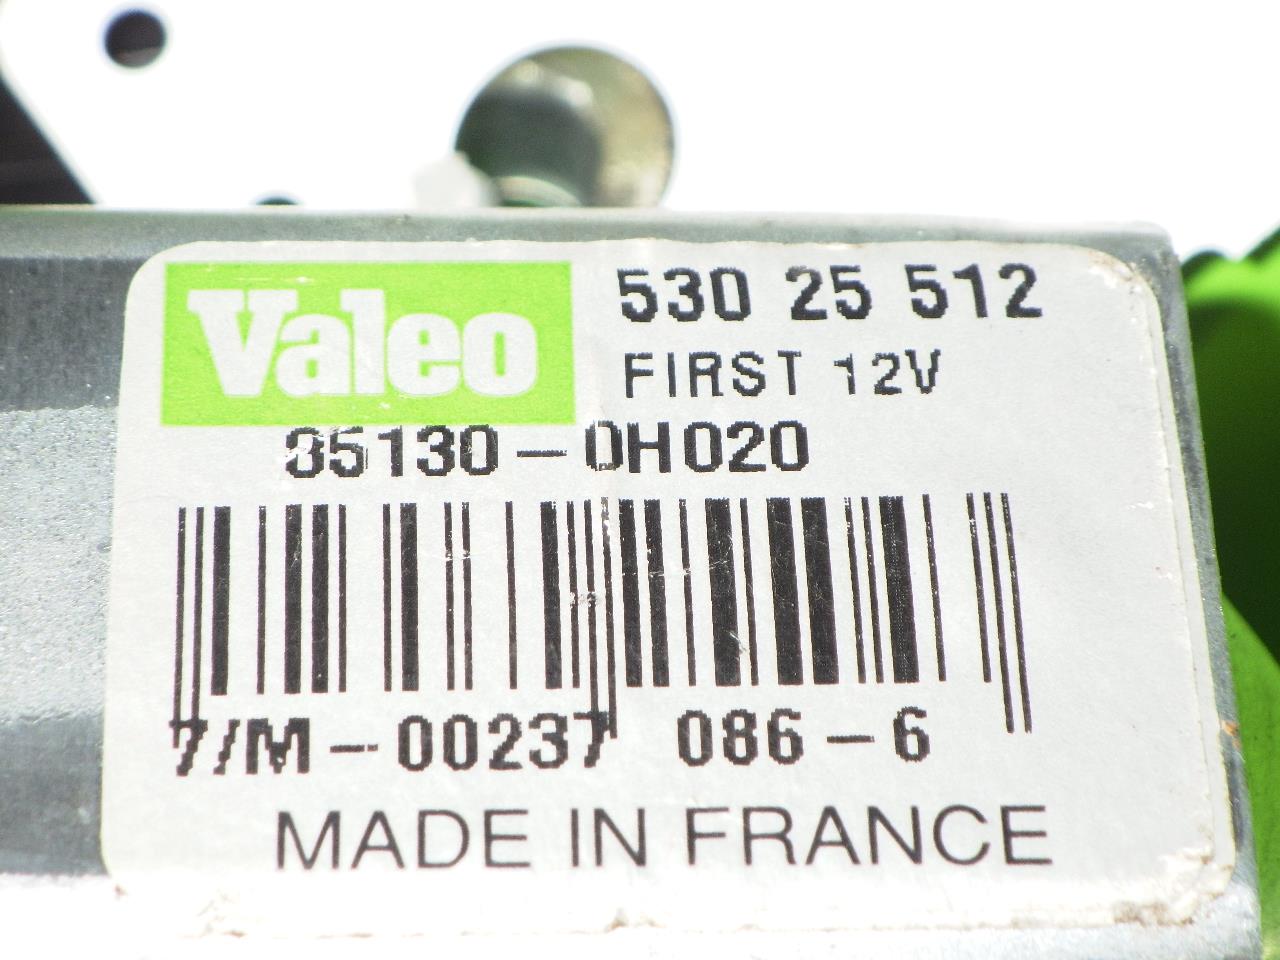 Valeo
530 25 512
FIRST 12V
85130-0H020
7/M-00237 086-6
MADE IN FRANCE